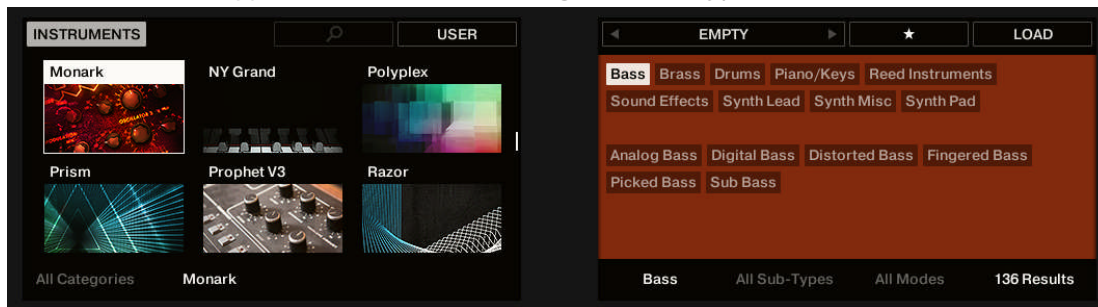 INSTRUMENTS USER
Monark NY Grand Polyplex
OSCILLATOR 3
Prism Prophet V3 Razor
All Categories Monark
EMPTY ★ LOAD
Bass Brass Drums Piano/Keys Reed Instruments
Sound Effects Synth Lead Synth Misc Synth Pad
Analog Bass Digital Bass Distorted Bass Fingered Bass
Picked Bass Sub Bass
Bass All Sub-Types All Modes 136 Results